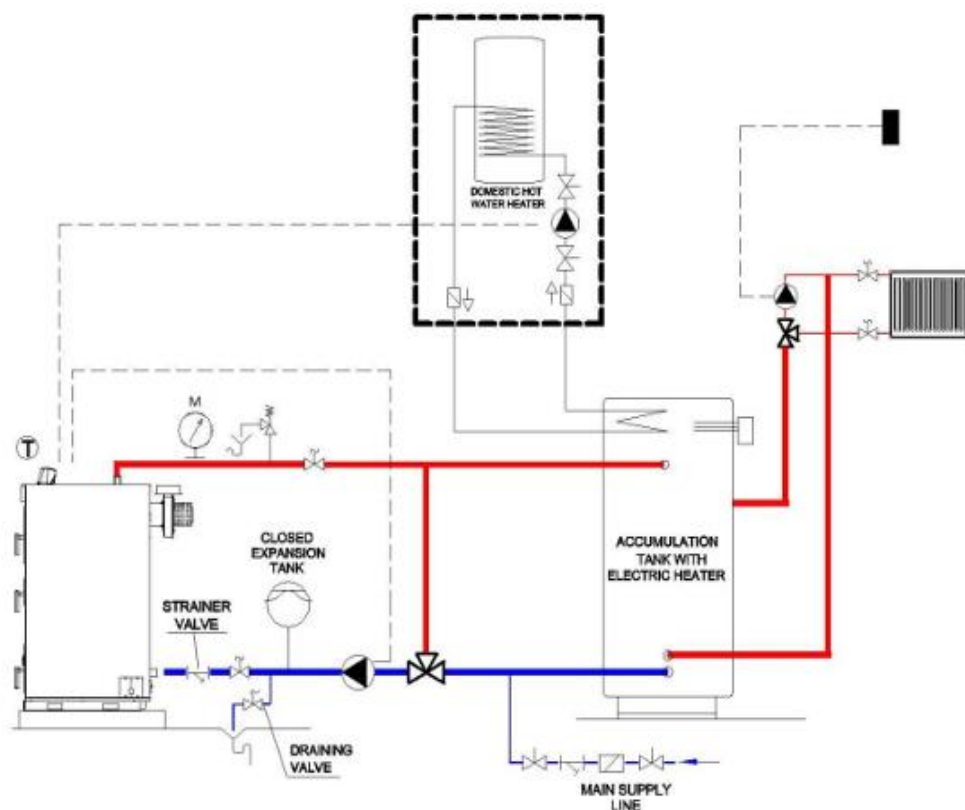 DOMESTIC HOT
WATER HEATER
M
T
CLOSED
EXPANSION
TANK
ACCUMULATION
TANK WITH
ELECTRIC HEATER
STRAINER
VALVE
DRAINING
VALVE
MAIN SUPPLY
LINE